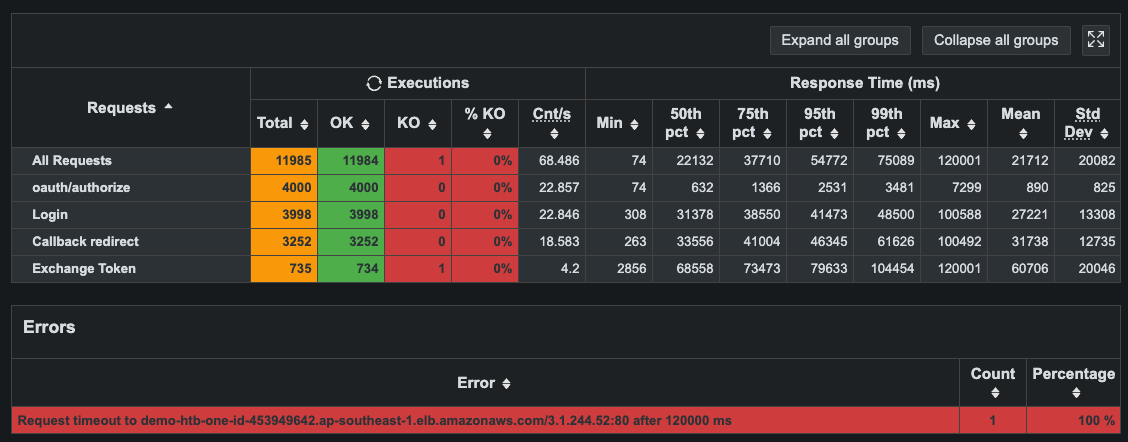 Expand all groups Collapse all groups
Requests Executions Response Time (ms)
Total OK KO % KO Cnt/s Min 50th pct 75th pct 95th pct 99th pct Max Mean Std Dev
All Requests 11985 11984 1 0% 68.486 74 22132 37710 54772 75089 120001 21712 20082
oauth/authorize 4000 4000 0 0% 22.857 74 632 1366 2531 3481 7299 890 825
Login 3998 3998 0 0% 22.846 308 31378 38550 41473 48500 100588 27221 13308
Callback redirect 3252 3252 0 0% 18.583 263 33556 41004 46345 61626 100492 31738 12735
Exchange Token 735 734 1 0% 4.2 2856 68558 73473 79633 104454 120001 60706 20046
Errors
Error Count Percentage
Request timeout to demo-htb-one-id-453949642.ap-southeast-1.elb.amazonaws.com/3.1.244.52:80 after 120000 ms 1 100 %